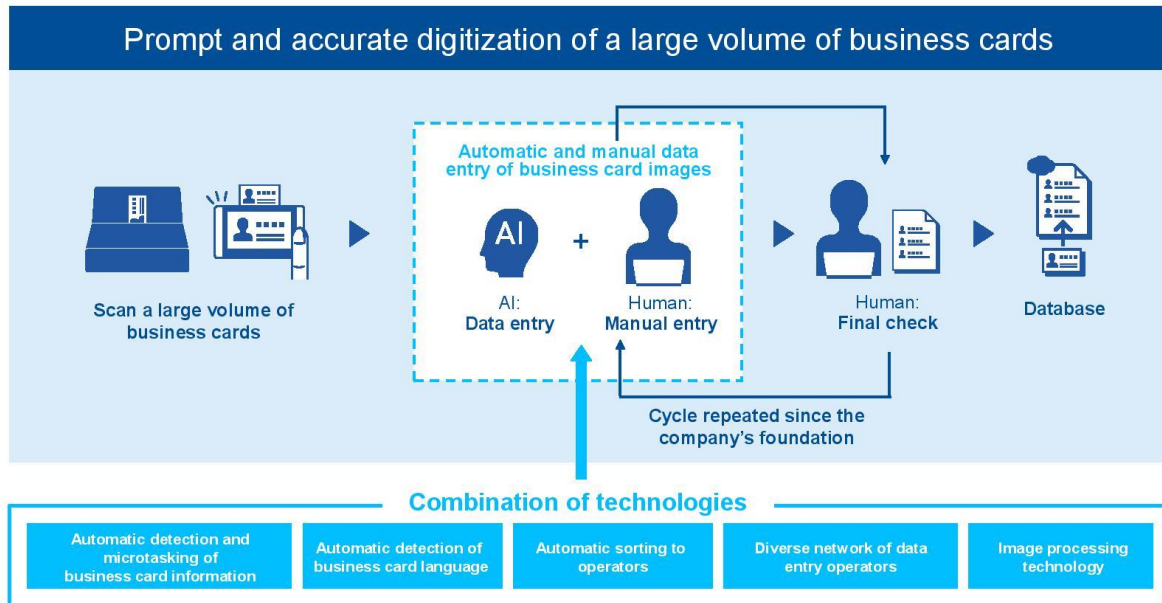 Prompt and accurate digitization of a large volume of business cards
Automatic and manual data
entry of business card images
AI
+
Scan a large volume of
business cards
AI:
Data entry
Human:
Manual entry
Human:
Final check
Database
Cycle repeated since the
company's foundation
Combination of technologies
Automatic detection and
microtasking of
business card information
Automatic detection of
business card language
Automatic sorting to
operators
Diverse network of data
entry operators
Image processing
technology